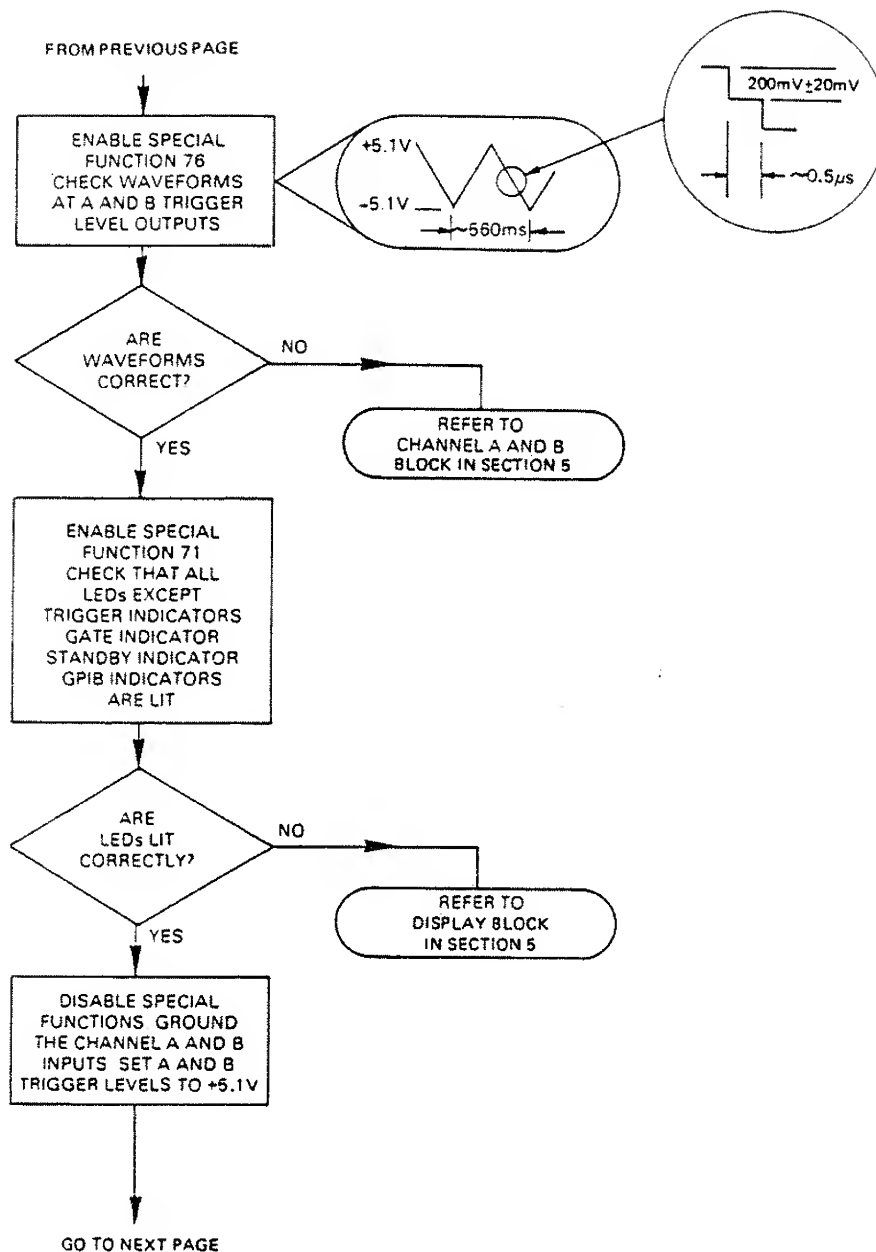 FROM PREVIOUS PAGE
ENABLE SPECIAL
FUNCTION 76
CHECK WAVEFORMS
AT A AND B TRIGGER
LEVEL OUTPUTS
+5.1V
-5.1V
~560ms
200mV±20mV
~0.5µs
ARE
WAVEFORMS
CORRECT?
NO
REFER TO
CHANNEL A AND B
BLOCK IN SECTION 5
YES
ENABLE SPECIAL
FUNCTION 71
CHECK THAT ALL
LEDs EXCEPT
TRIGGER INDICATORS
GATE INDICATOR
STANDBY INDICATOR
GPIB INDICATORS
ARE LIT
ARE
LEDs LIT
CORRECTLY?
NO
REFER TO
DISPLAY BLOCK
IN SECTION 5
YES
DISABLE SPECIAL
FUNCTIONS GROUND
THE CHANNEL A AND B
INPUTS SET A AND B
TRIGGER LEVELS TO +5.1V
GO TO NEXT PAGE